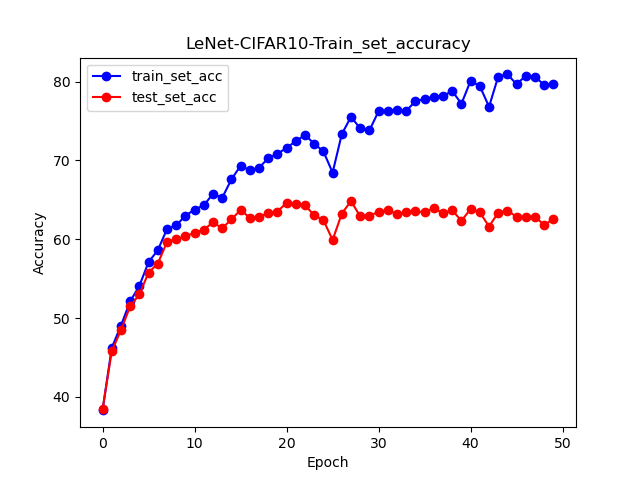 LeNet-CIFAR10-Train_set_accuracy
train_set_acc
test_set_acc
Accuracy
80
70
60
50
40
0 10 20 30 40 50
Epoch